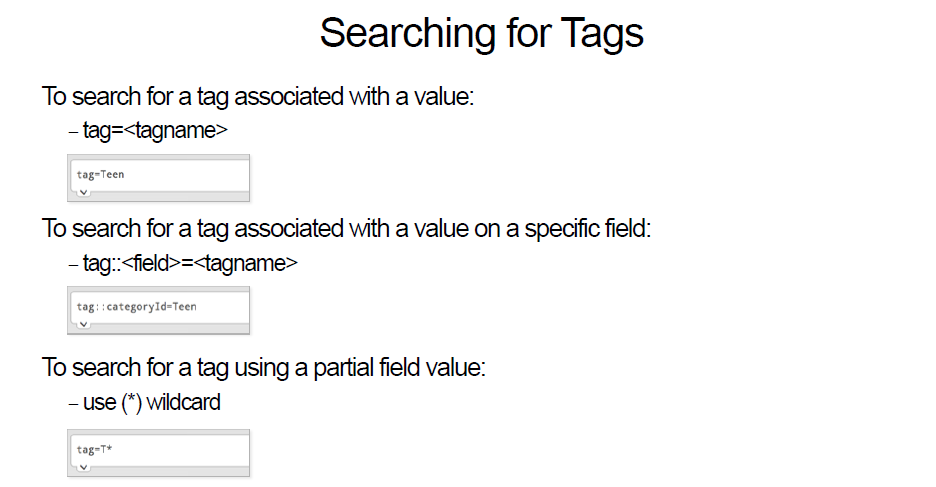 Searching for Tags
To search for a tag associated with a value:
– tag=<tagname>
tag=Teen
To search for a tag associated with a value on a specific field:
– tag::<field>=<tagname>
tag::categoryId=Teen
To search for a tag using a partial field value:
– use (*) wildcard
tag=T*